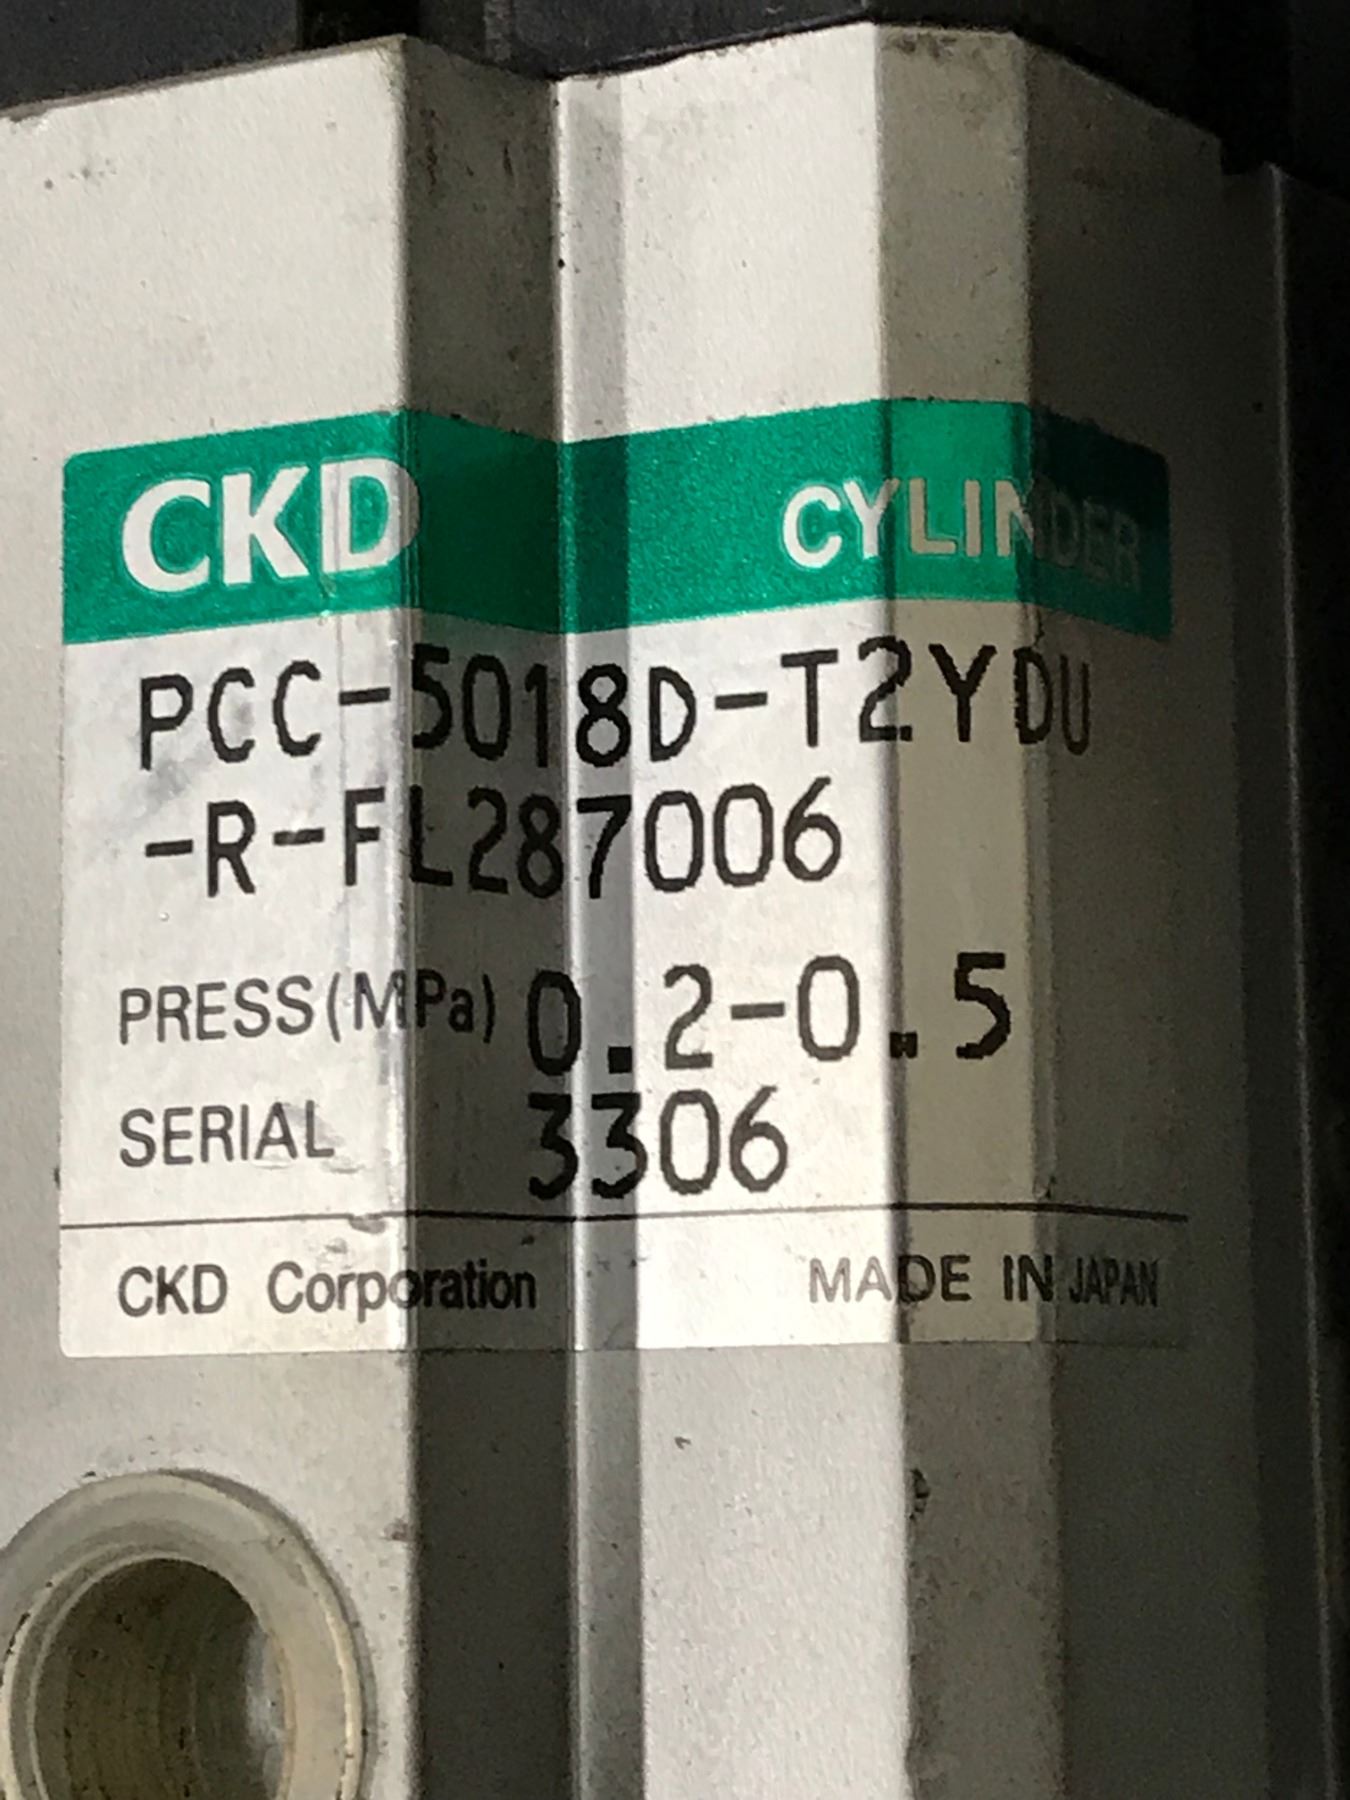 CKD CYLINDER
PCC-5018D-T2YDU
-R-FL287006
PRESS(MPa) 0.2-0.5
SERIAL 3306
CKD Corporation MADE IN JAPAN